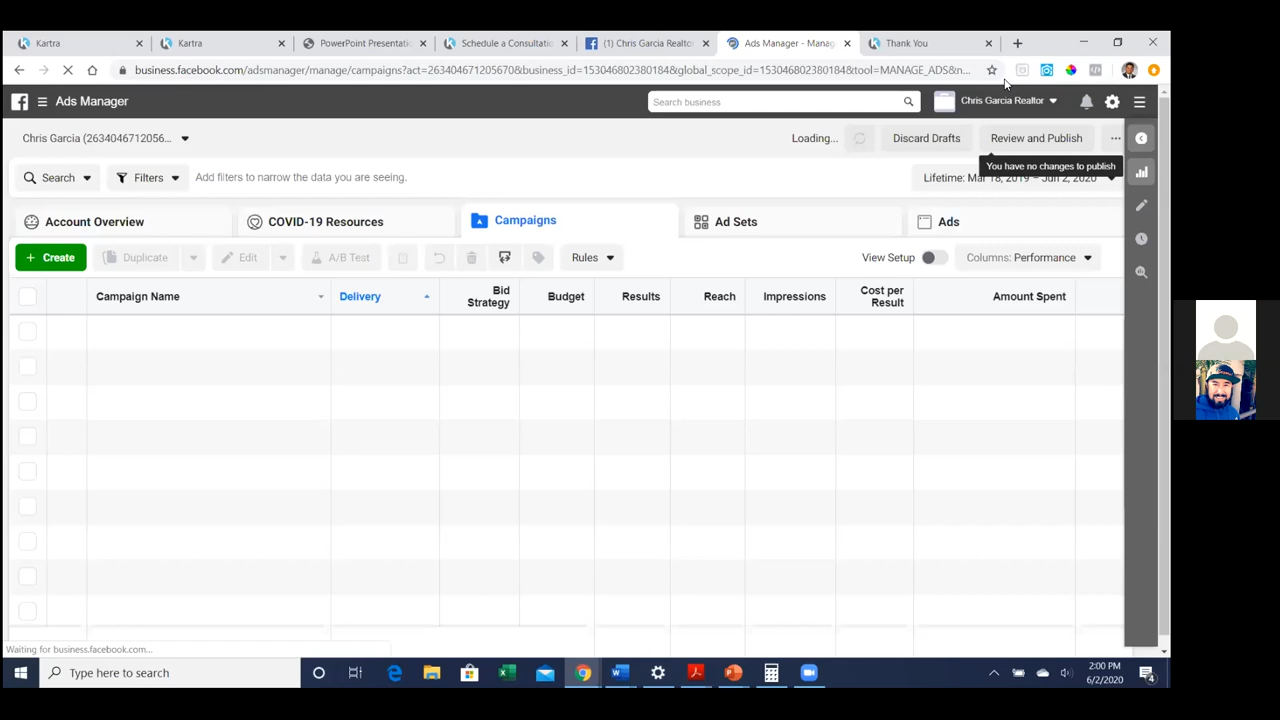 Kartra
Kartra
PowerPoint Presentatic
Schedule a Consultatio
(1) Chris Garcia Realtor
Ads Manager - Manag
Thank You
business.facebook.com/adsmanager/manage/campaigns?act=263404671205670&business_id=153046802380184&global_scope_id=153046802380184&tool=MANAGE_ADS&n...
Ads Manager
Search business
Chris Garcia Realtor
Chris Garcia (2634046712056...
Loading...
Discard Drafts
Review and Publish
You have no changes to publish
Search
Filters
Add filters to narrow the data you are seeing.
Lifetime: Mar 18, 2019 – Jun 2, 2020
Account Overview
COVID-19 Resources
Campaigns
Ad Sets
Ads
+ Create
Duplicate
Edit
A/B Test
Rules
View Setup
Columns: Performance
Campaign Name
Delivery
Bid Strategy
Budget
Results
Reach
Impressions
Cost per Result
Amount Spent
Waiting for business.facebook.com...
Type here to search
2:00 PM
6/2/2020
4